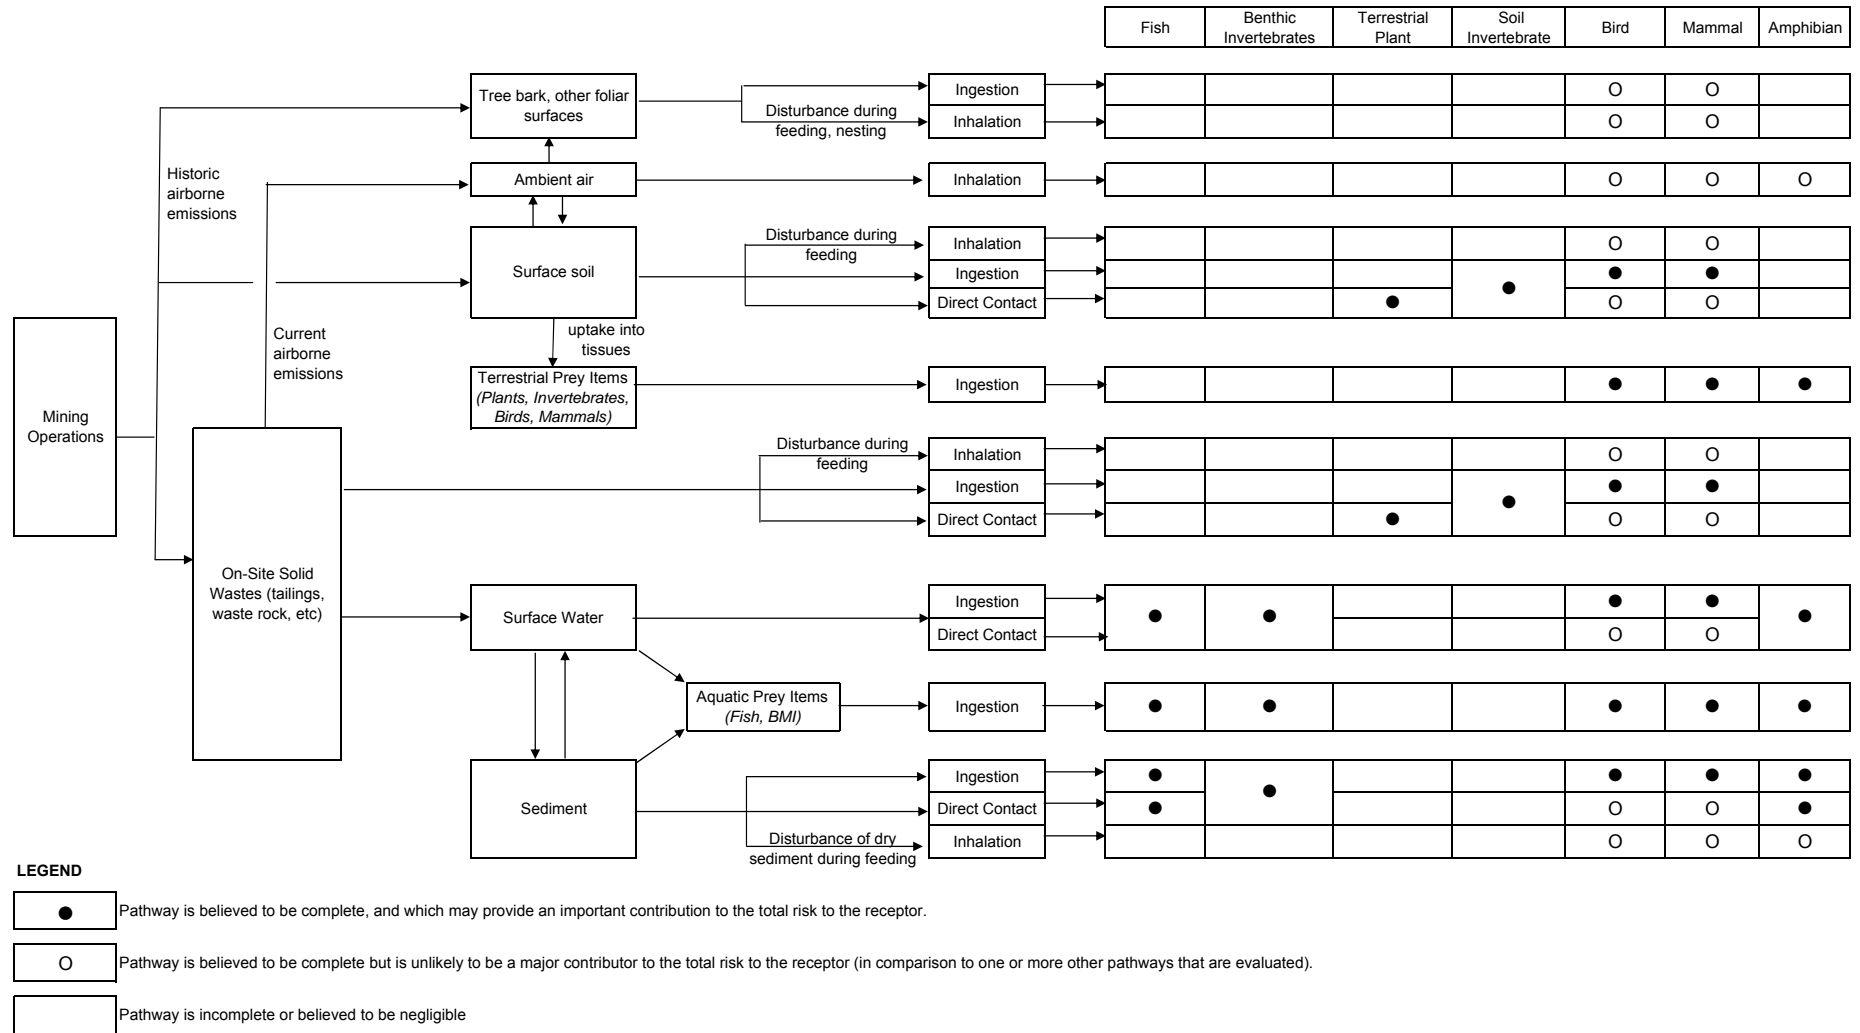 Fish
Benthic
Invertebrates
Terrestrial
Plant
Soil
Invertebrate
Bird
Mammal
Amphibian
Tree bark, other foliar
surfaces
Disturbance during
feeding, nesting
Ingestion
O O
Inhalation
O O
Historic
airborne
emissions
Ambient air
Inhalation
O O O
Surface soil
Disturbance during
feeding
Inhalation
O O
Ingestion
● ● ●
Direct Contact
● O O
uptake into
tissues
Current
airborne
emissions
Terrestrial Prey Items
(Plants, Invertebrates,
Birds, Mammals)
Ingestion
● ● ●
Mining
Operations
Disturbance during
feeding
Inhalation
O O
Ingestion
● ● ●
Direct Contact
● O O
On-Site Solid
Wastes (tailings,
waste rock, etc)
Surface Water
Ingestion
● ● ● ● ●
Direct Contact
O O
Aquatic Prey Items
(Fish, BMI)
Ingestion
● ● ● ● ●
Sediment
Ingestion
● ● ● ● ●
Direct Contact
● O O ●
Disturbance of dry
sediment during feeding
Inhalation
O O O
LEGEND
● Pathway is believed to be complete, and which may provide an important contribution to the total risk to the receptor.
O Pathway is believed to be complete but is unlikely to be a major contributor to the total risk to the receptor (in comparison to one or more other pathways that are evaluated).
Pathway is incomplete or believed to be negligible